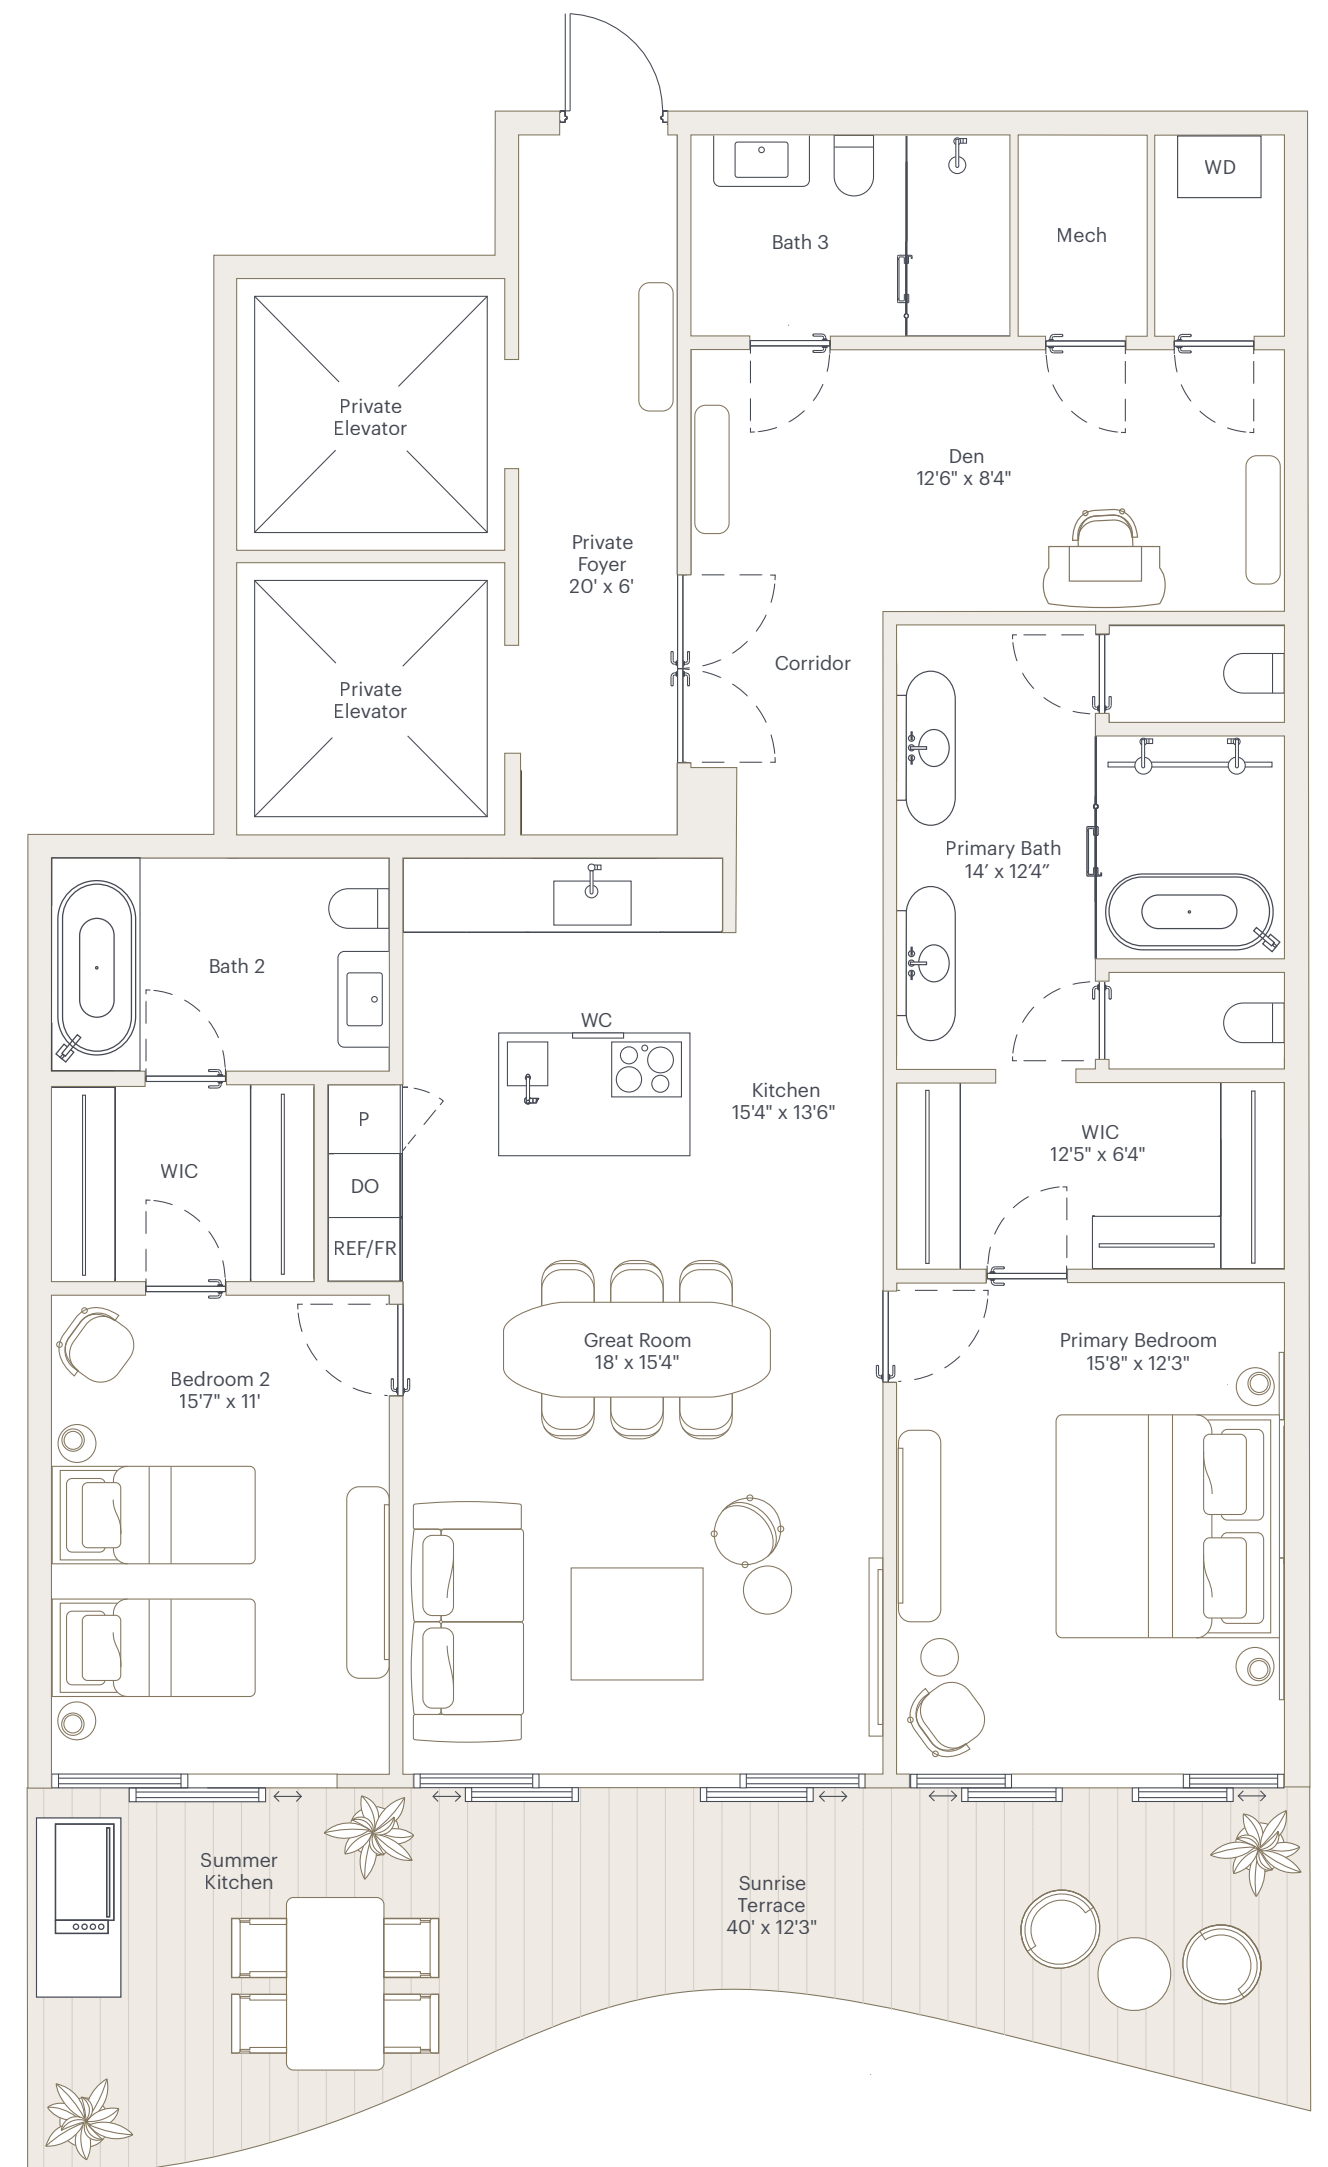 WD
Mech
Bath 3
Private
Elevator
Den
12'6" x 8'4"
Private
Foyer
20' x 6'
Corridor
Private
Elevator
Primary Bath
14’ x 12’4”
Bath 2
WC
Kitchen
15'4" x 13'6"
P
WIC
12'5" x 6'4"
WIC
DO
REF/FR
Great Room
18' x 15'4"
Primary Bedroom
15'8" x 12'3"
Bedroom 2
15'7" x 11'
Summer
Kitchen
Sunrise
Terrace
40' x 12'3"